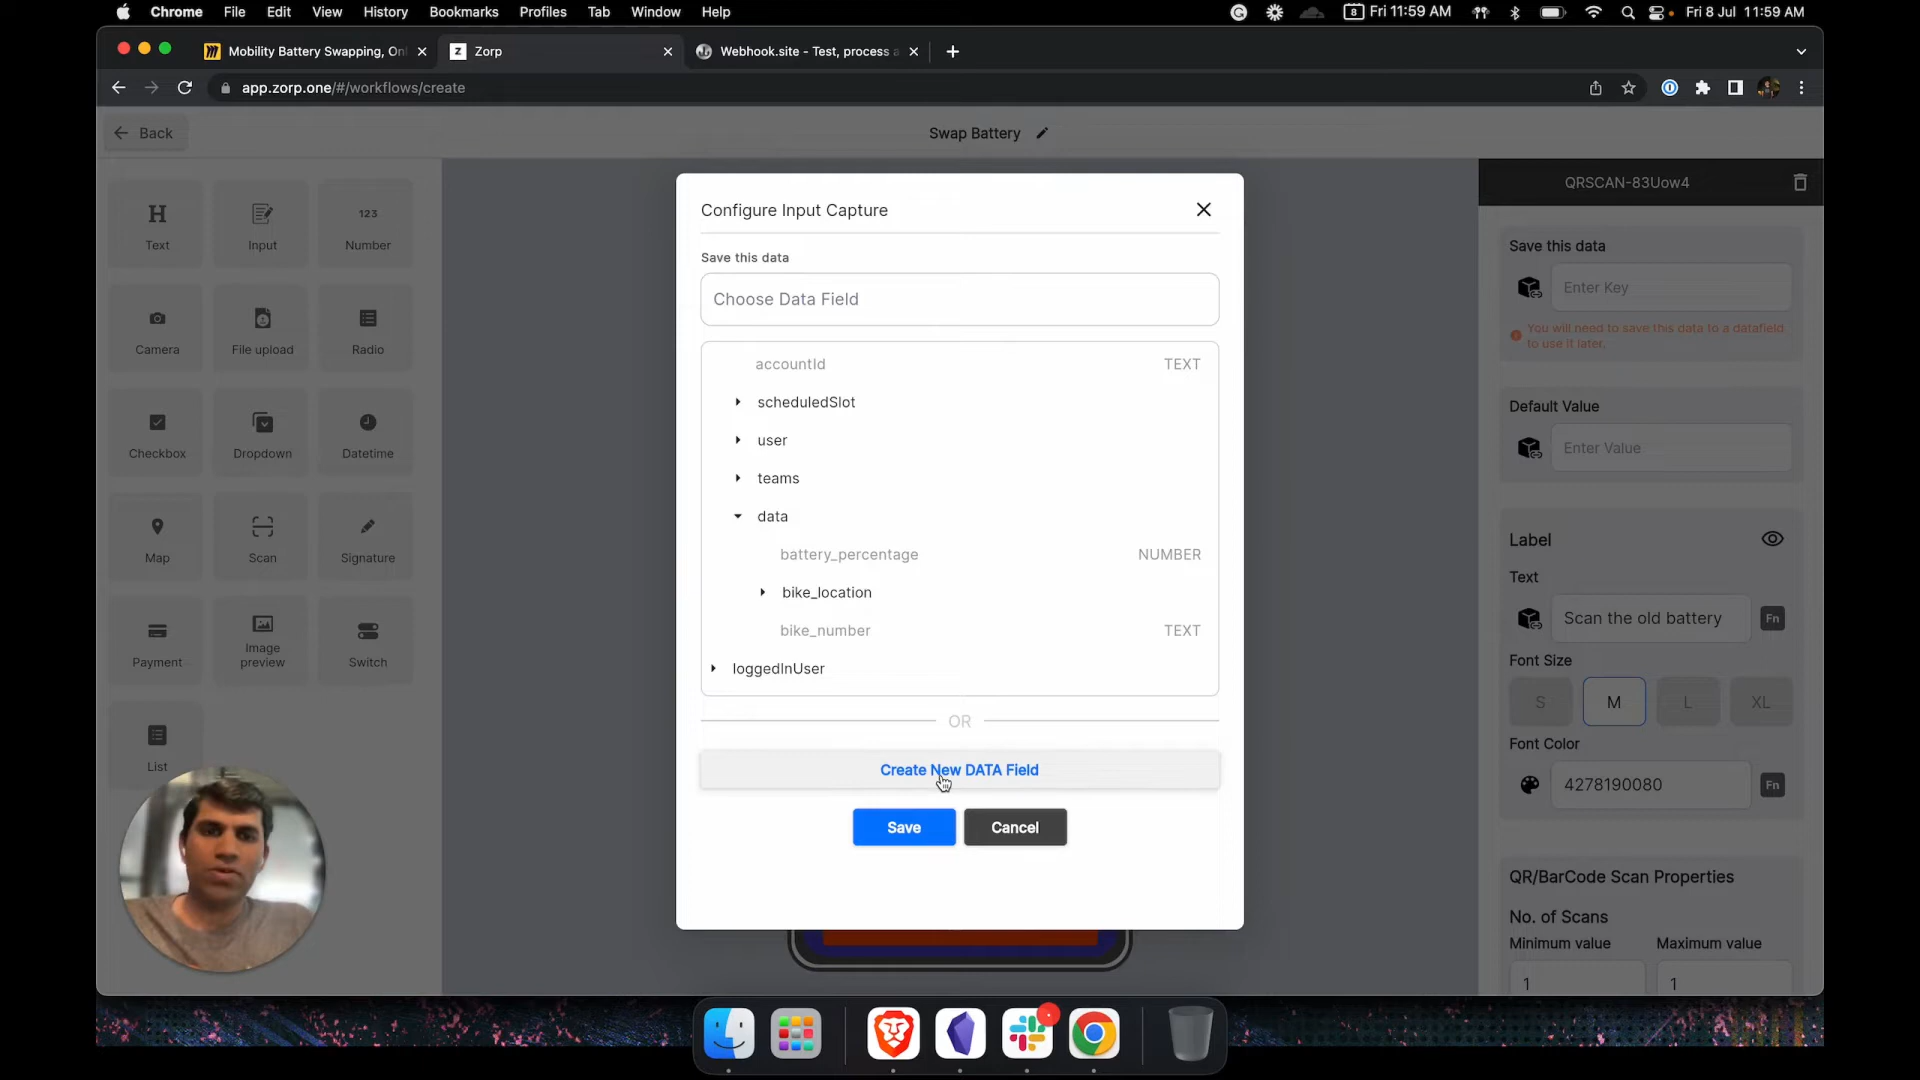 Chrome File Edit View History Bookmarks Profiles Tab Window Help 8 Fri 11:59 AM Fri 8 Jul 11:59 AM
Mobility Battery Swapping, Onl Zorp Webhook.site - Test, process a
app.zorp.one/#/workflows/create
Back
Swap Battery
H 123
Text Input Number
Camera File upload Radio
Checkbox Dropdown Datetime
Map Scan Signature
Payment Image preview Switch
List
Configure Input Capture
Save this data
Choose Data Field
accountId TEXT
scheduledSlot
user
teams
data
battery_percentage NUMBER
bike_location
bike_number TEXT
loggedInUser
OR
Create New DATA Field
Save Cancel
QRSCAN-83Uow4
Save this data
Enter Key
You will need to save this data to a datafield
to use it later.
Default Value
Enter Value
Label
Text
Scan the old battery Fn
Font Size
S M L XL
Font Color
4278190080 Fn
QR/BarCode Scan Properties
No. of Scans
Minimum value Maximum value
1 1